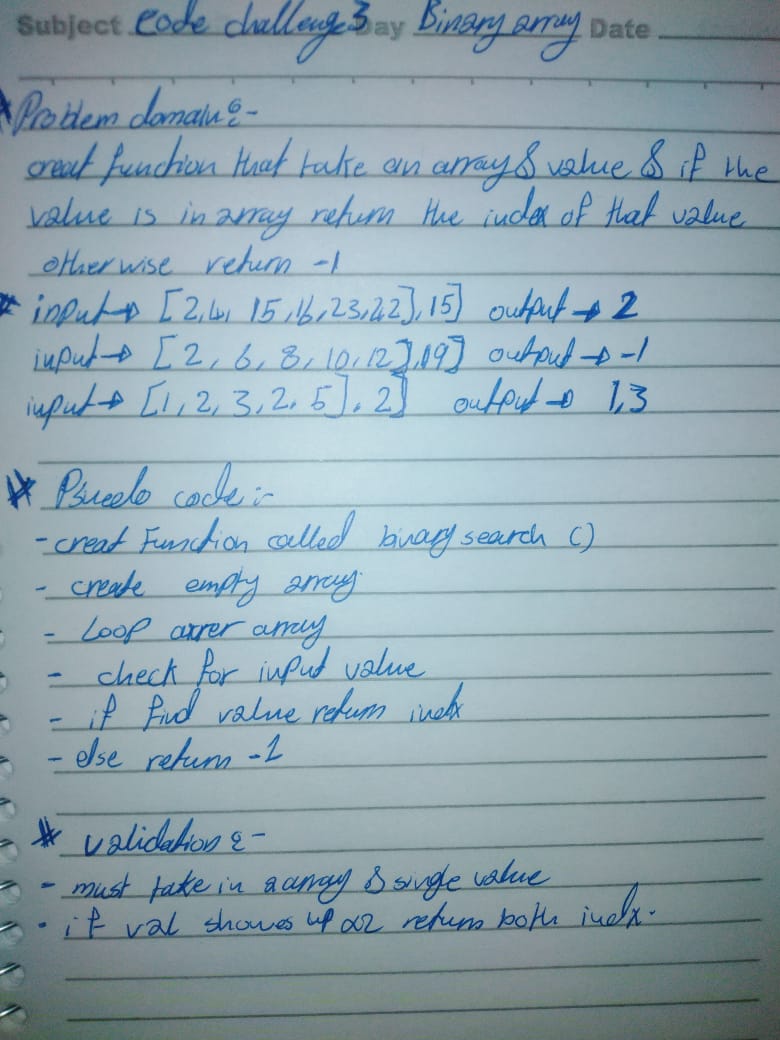 Subject code challenge 3 Day Binary array Date
* Problem domain :-
creat function that take an array & value & if the
value is in array return the index of that value
otherwise return -1
* input → [2,4, 15,16,23,42], 15] output → 2
input → [2, 6, 8, 10, 12], 19] output → -1
input → [1, 2, 3, 2, 5], 2] output → 1,3
* Psuedo code :-
- creat Function called binary search ()
- create empty array
- Loop array
- check for input value
- if find value return index
- else return -1
* validation :-
- must take in a array & single value
- if val shows up return both indx.